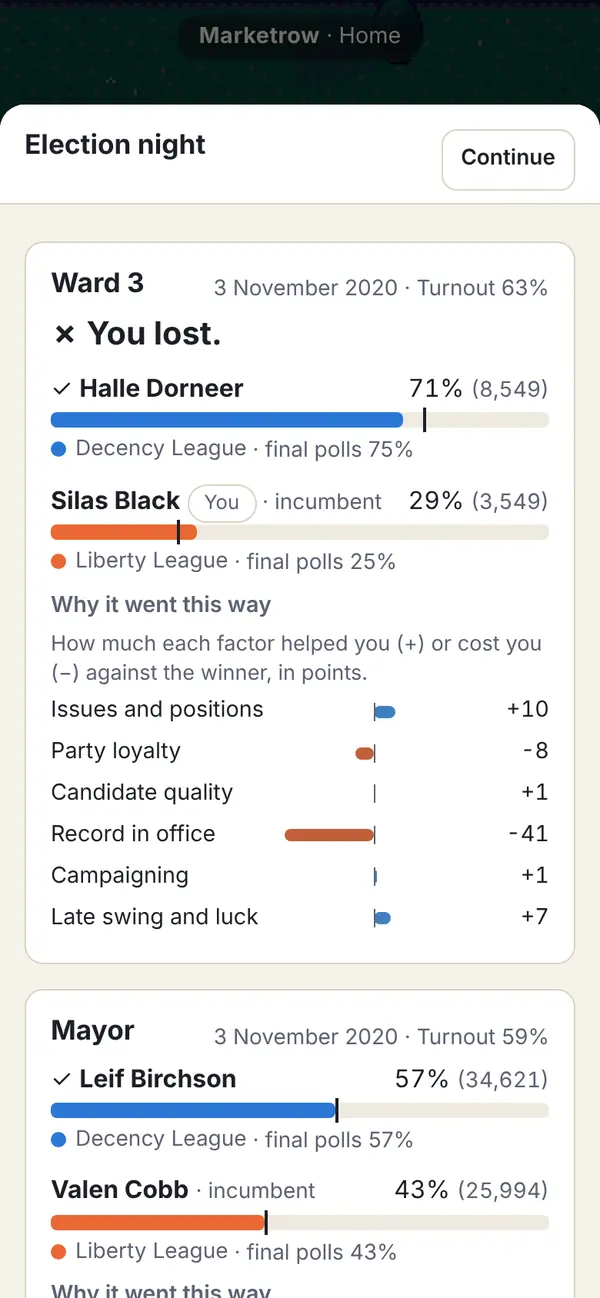 Marketrow · Home
Election night
Continue
Ward 3
3 November 2020 · Turnout 63%
× You lost.
✓ Halle Dorneer 71% (8,549)
Decency League · final polls 75%
Silas Black You · incumbent 29% (3,549)
Liberty League · final polls 25%
Why it went this way
How much each factor helped you (+) or cost you
(−) against the winner, in points.
Issues and positions +10
Party loyalty -8
Candidate quality +1
Record in office -41
Campaigning +1
Late swing and luck +7
Mayor
3 November 2020 · Turnout 59%
✓ Leif Birchson 57% (34,621)
Decency League · final polls 57%
Valen Cobb · incumbent 43% (25,994)
Liberty League · final polls 43%
Why it went this way